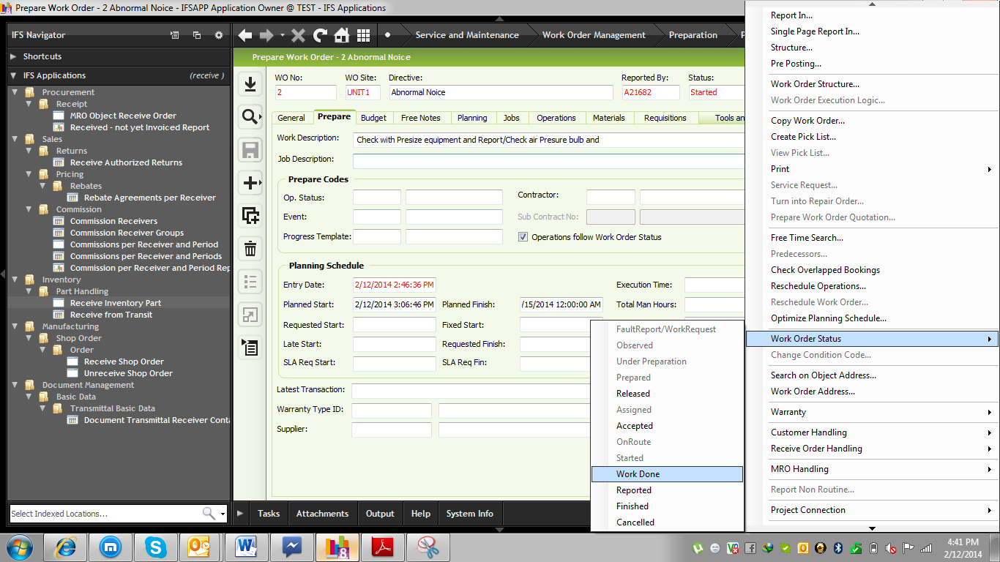 Prepare Work Order - 2 Abnormal Noice - IFSAPP Application Owner @ TEST - IFS Applications
IFS Navigator
Service and Maintenance
Work Order Management
Preparation
Shortcuts
Prepare Work Order - 2 Abnormal Noice
IFS Applications
(receive )
Procurement
Receipt
MRO Object Receive Order
Received - not yet Invoiced Report
Sales
Returns
Receive Authorized Returns
Pricing
Rebates
Rebate Agreements per Receiver
Commission
Commission Receivers
Commission Receiver Groups
Commissions per Receiver and Period
Commissions per Receiver and Periods
Commission per Receiver and Period Rep
Inventory
Part Handling
Receive Inventory Part
Receive from Transit
Manufacturing
Shop Order
Order
Receive Shop Order
Unreceive Shop Order
Document Management
Basic Data
Transmittal Basic Data
Document Transmittal Receiver Conta
Select Indexed Locations...
WO No:
WO Site:
Directive:
Reported By:
Status:
2
UNIT1
Abnormal Noice
A21682
Started
General
Prepare
Budget
Free Notes
Planning
Jobs
Operations
Materials
Requisitions
Tools an
Work Description:
Check with Presize equipment and Report/Check air Presure bulb and
Job Description:
Prepare Codes
Op. Status:
Contractor:
Event:
Sub Contract No:
Progress Template:
Operations follow Work Order Status
Planning Schedule
Entry Date:
2/12/2014 2:46:36 PM
Execution Time:
Planned Start:
2/12/2014 3:06:46 PM
Planned Finish:
/15/2014 12:00:00 AM
Total Man Hours:
Requested Start:
Fixed Start:
Late Start:
Requested Finish:
SLA Req Start:
SLA Req Fin:
Latest Transaction:
Warranty Type ID:
Supplier:
Tasks
Attachments
Output
Help
System Info
FaultReport/WorkRequest
Observed
Under Preparation
Prepared
Released
Assigned
Accepted
OnRoute
Started
Work Done
Reported
Finished
Cancelled
Report In...
Single Page Report In...
Structure...
Pre Posting...
Work Order Structure...
Work Order Execution Logic...
Copy Work Order...
Create Pick List...
View Pick List...
Print
Service Request...
Turn into Repair Order...
Prepare Work Order Quotation...
Free Time Search...
Predecessors...
Check Overlapped Bookings
Reschedule Operations...
Reschedule Work Order...
Optimize Planning Schedule...
Work Order Status
Change Condition Code...
Search on Object Address...
Work Order Address...
Warranty
Customer Handling
Receive Order Handling
MRO Handling
Report Non Routine...
Project Connection
4:41 PM
2/12/2014